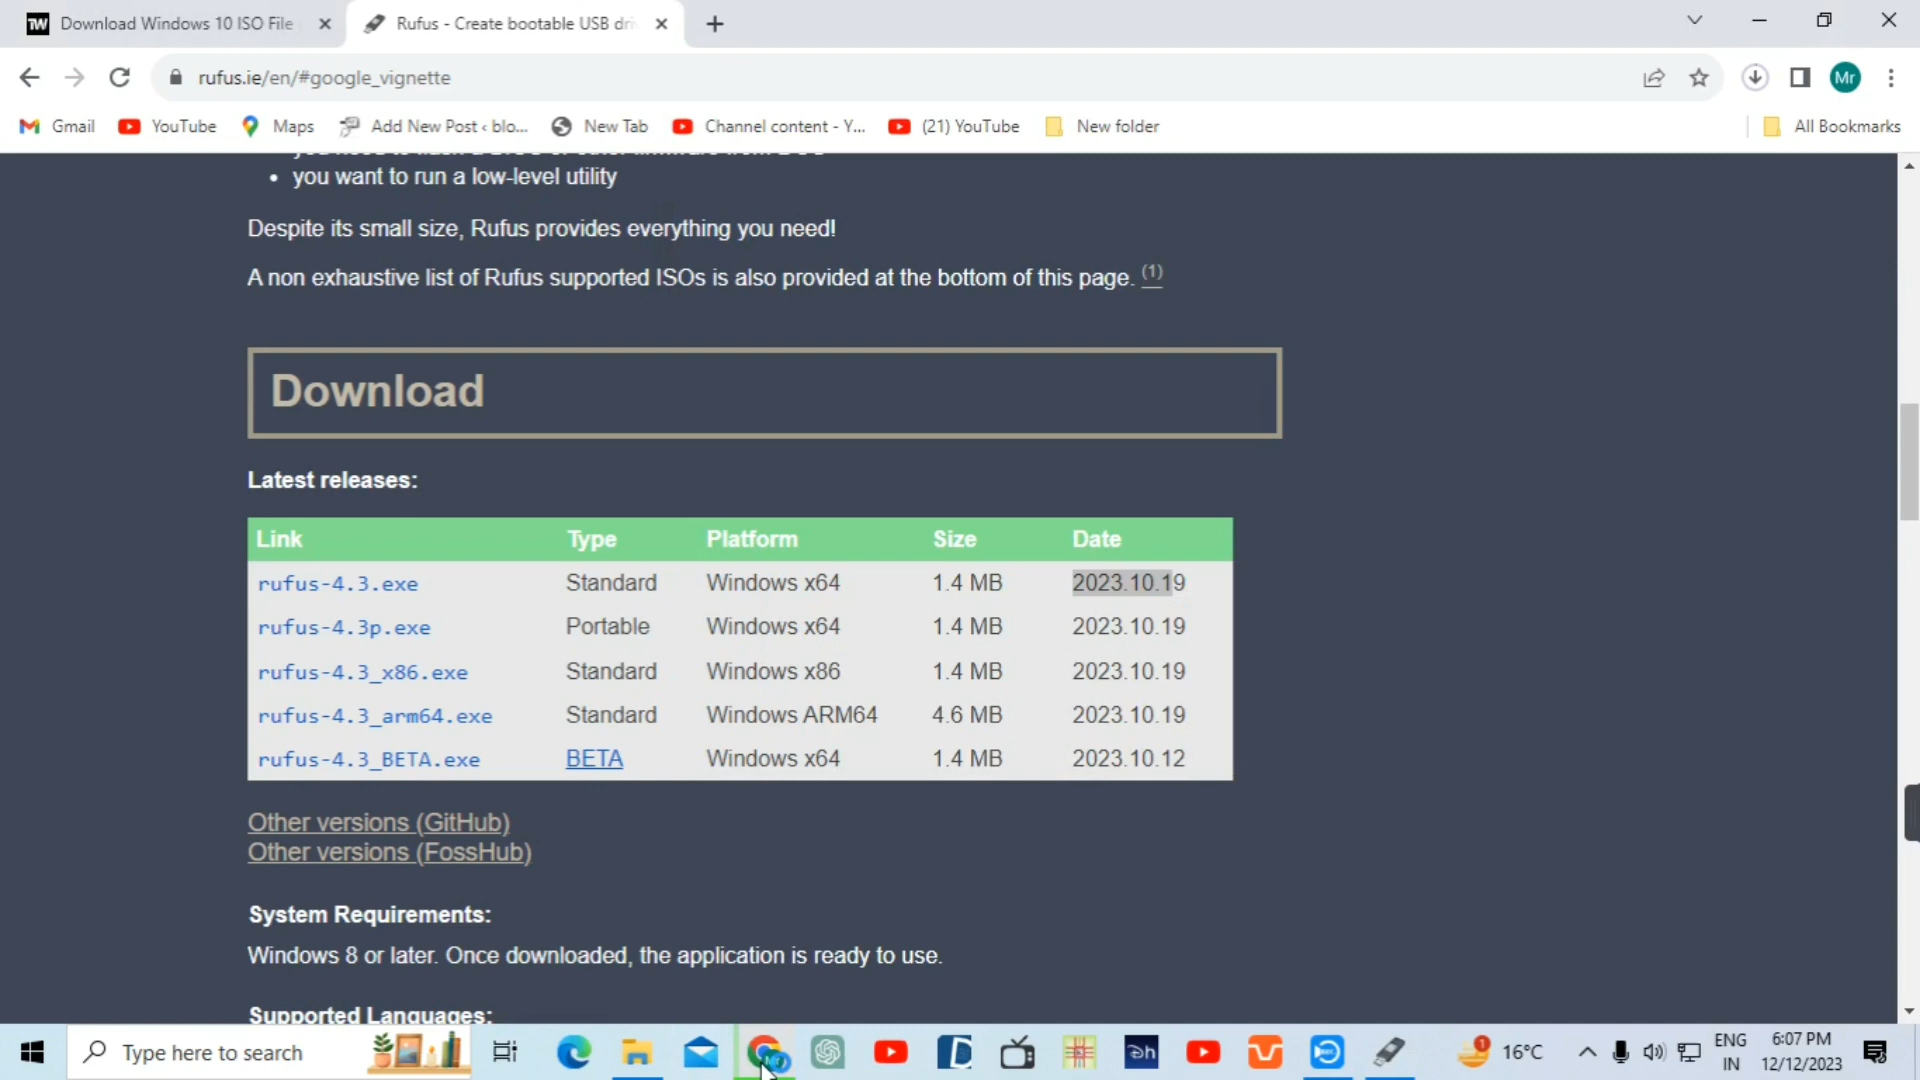 Download Windows 10 ISO File
Rufus - Create bootable USB dri
rufus.ie/en/#google_vignette
Mr
Gmail
YouTube
Maps
Add New Post ‹ blo...
New Tab
Channel content - Y...
(21) YouTube
New folder
All Bookmarks
• you want to run a low-level utility
Despite its small size, Rufus provides everything you need!
A non exhaustive list of Rufus supported ISOs is also provided at the bottom of this page. (1)
Download
Latest releases:
Link Type Platform Size Date
rufus-4.3.exe Standard Windows x64 1.4 MB 2023.10.19
rufus-4.3p.exe Portable Windows x64 1.4 MB 2023.10.19
rufus-4.3_x86.exe Standard Windows x86 1.4 MB 2023.10.19
rufus-4.3_arm64.exe Standard Windows ARM64 4.6 MB 2023.10.19
rufus-4.3_BETA.exe BETA Windows x64 1.4 MB 2023.10.12
Other versions (GitHub)
Other versions (FossHub)
System Requirements:
Windows 8 or later. Once downloaded, the application is ready to use.
Supported Languages:
Type here to search
16°C
ENG
IN
6:07 PM
12/12/2023